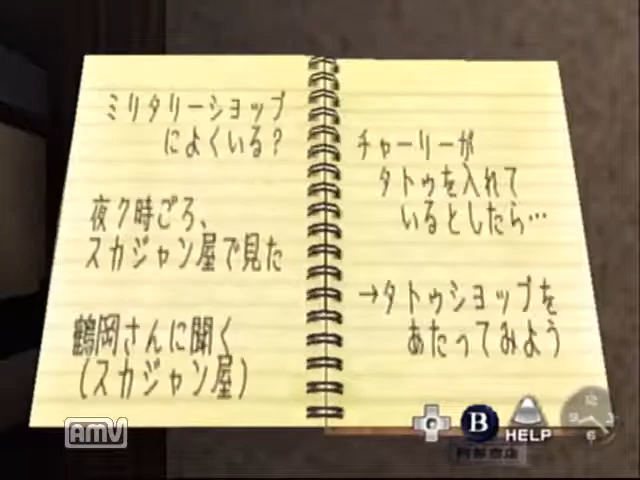 ミリタリーショップ
によくいる?
夜7時ごろ、
スカジャン屋で見た
鶴岡さんに聞く
(スカジャン屋)
チャーリーが
タトゥを入れて
いるとしたら…
→タトゥショップを
あたってみよう
B
HELP
12
6
AMV